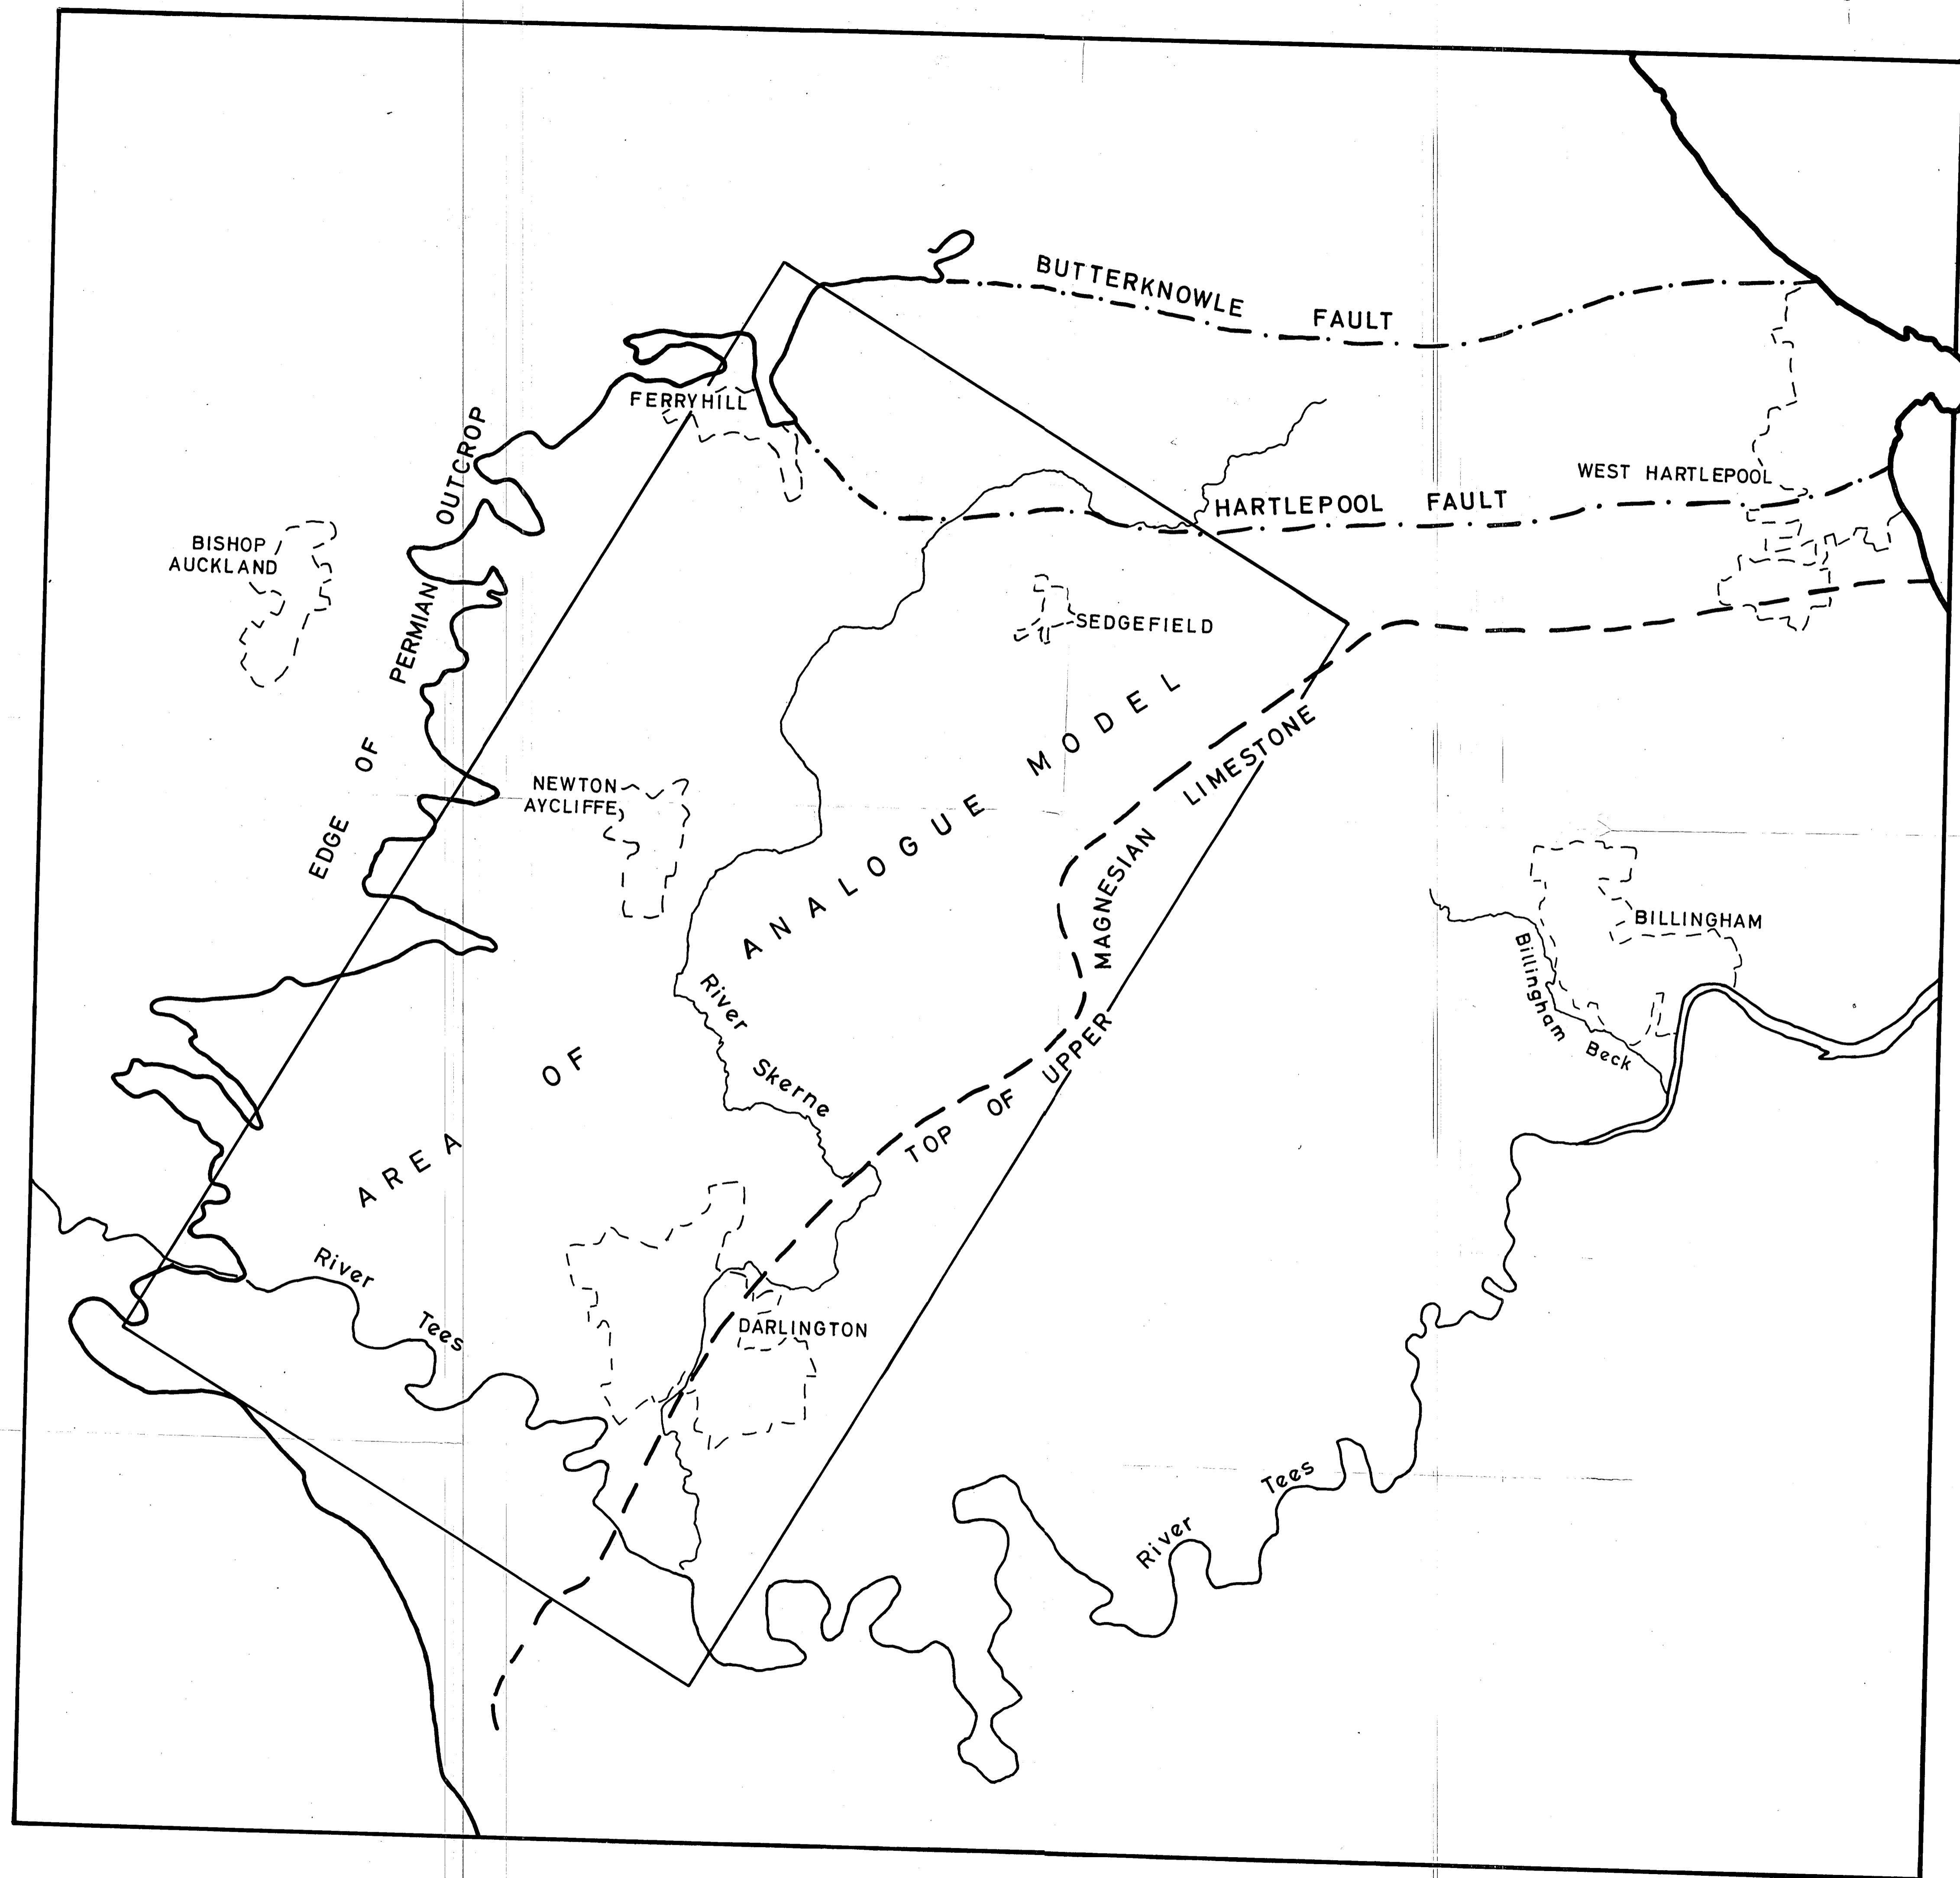 BUTTERKNOWLE FAULT
FERRYHILL
EDGE OF PERMIAN OUTCROP
WEST HARTLEPOOL
HARTLEPOOL FAULT
BISHOP
AUCKLAND
SEDGEFIELD
NEWTON
AYCLIFFE
AREA OF ANALOGUE MODEL
TOP OF UPPER MAGNESIAN LIMESTONE
BILLINGHAM
Billingham Beck
River Skerne
River Tees
DARLINGTON
River Tees